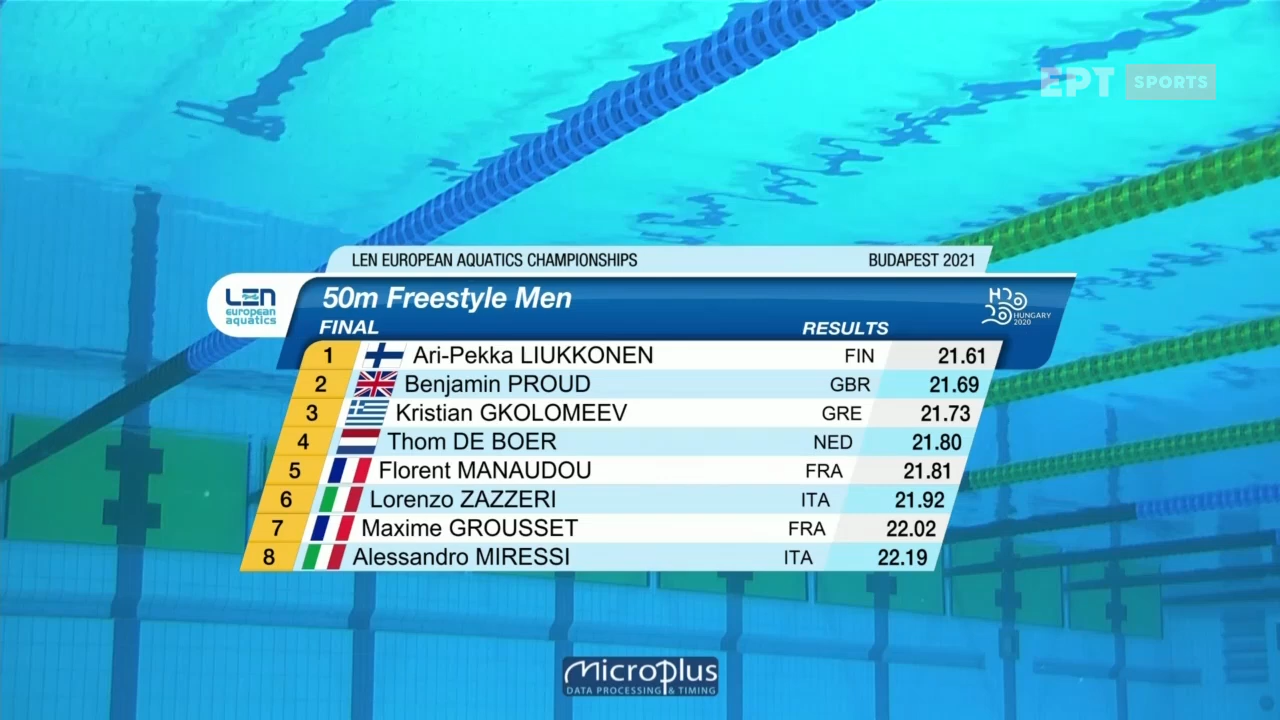 EPT SPORTS
LEN EUROPEAN AQUATICS CHAMPIONSHIPS BUDAPEST 2021
LEN
european
aquatics
50m Freestyle Men
HUNGARY
2020
FINAL RESULTS
1 Ari-Pekka LIUKKONEN FIN 21.61
2 Benjamin PROUD GBR 21.69
3 Kristian GKOLOMEEV GRE 21.73
4 Thom DE BOER NED 21.80
5 Florent MANAUDOU FRA 21.81
6 Lorenzo ZAZZERI ITA 21.92
7 Maxime GROUSSET FRA 22.02
8 Alessandro MIRESSI ITA 22.19
microplus
DATA PROCESSING & TIMING